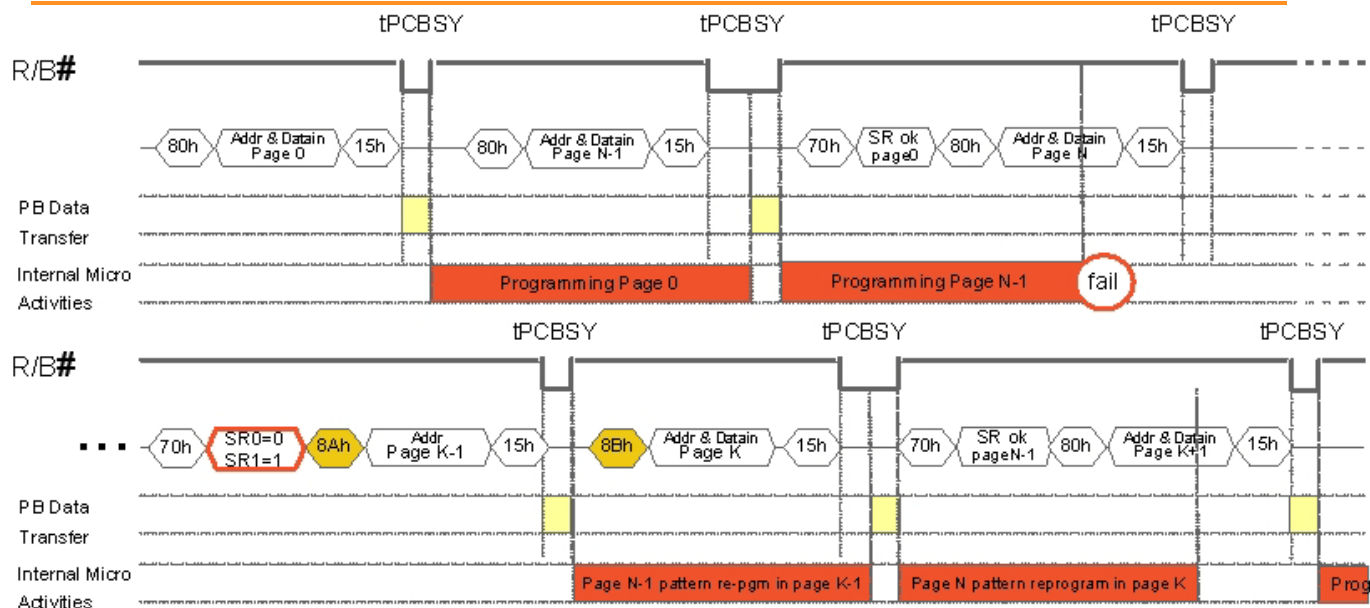 tPCBSY tPCBSY tPCBSY
R/B#
80h Addr & Datain Page 0 15h 80h Addr & Datain Page N-1 15h 70h SR ok page0 80h Addr & Datain Page N 15h
PB Data
Transfer
Internal Micro
Activities
Programming Page 0 Programming Page N-1 fail
tPCBSY tPCBSY tPCBSY
R/B#
... 70h SR0=0 SR1=1 8Ah Addr Page K-1 15h 8Bh Addr & Datain Page K 15h 70h SR ok pageN-1 80h Addr & Datain Page K+1 15h
PB Data
Transfer
Internal Micro
Activities
Page N-1 pattern re-pgm in page K-1 Page N pattern reprogram in page K Prog